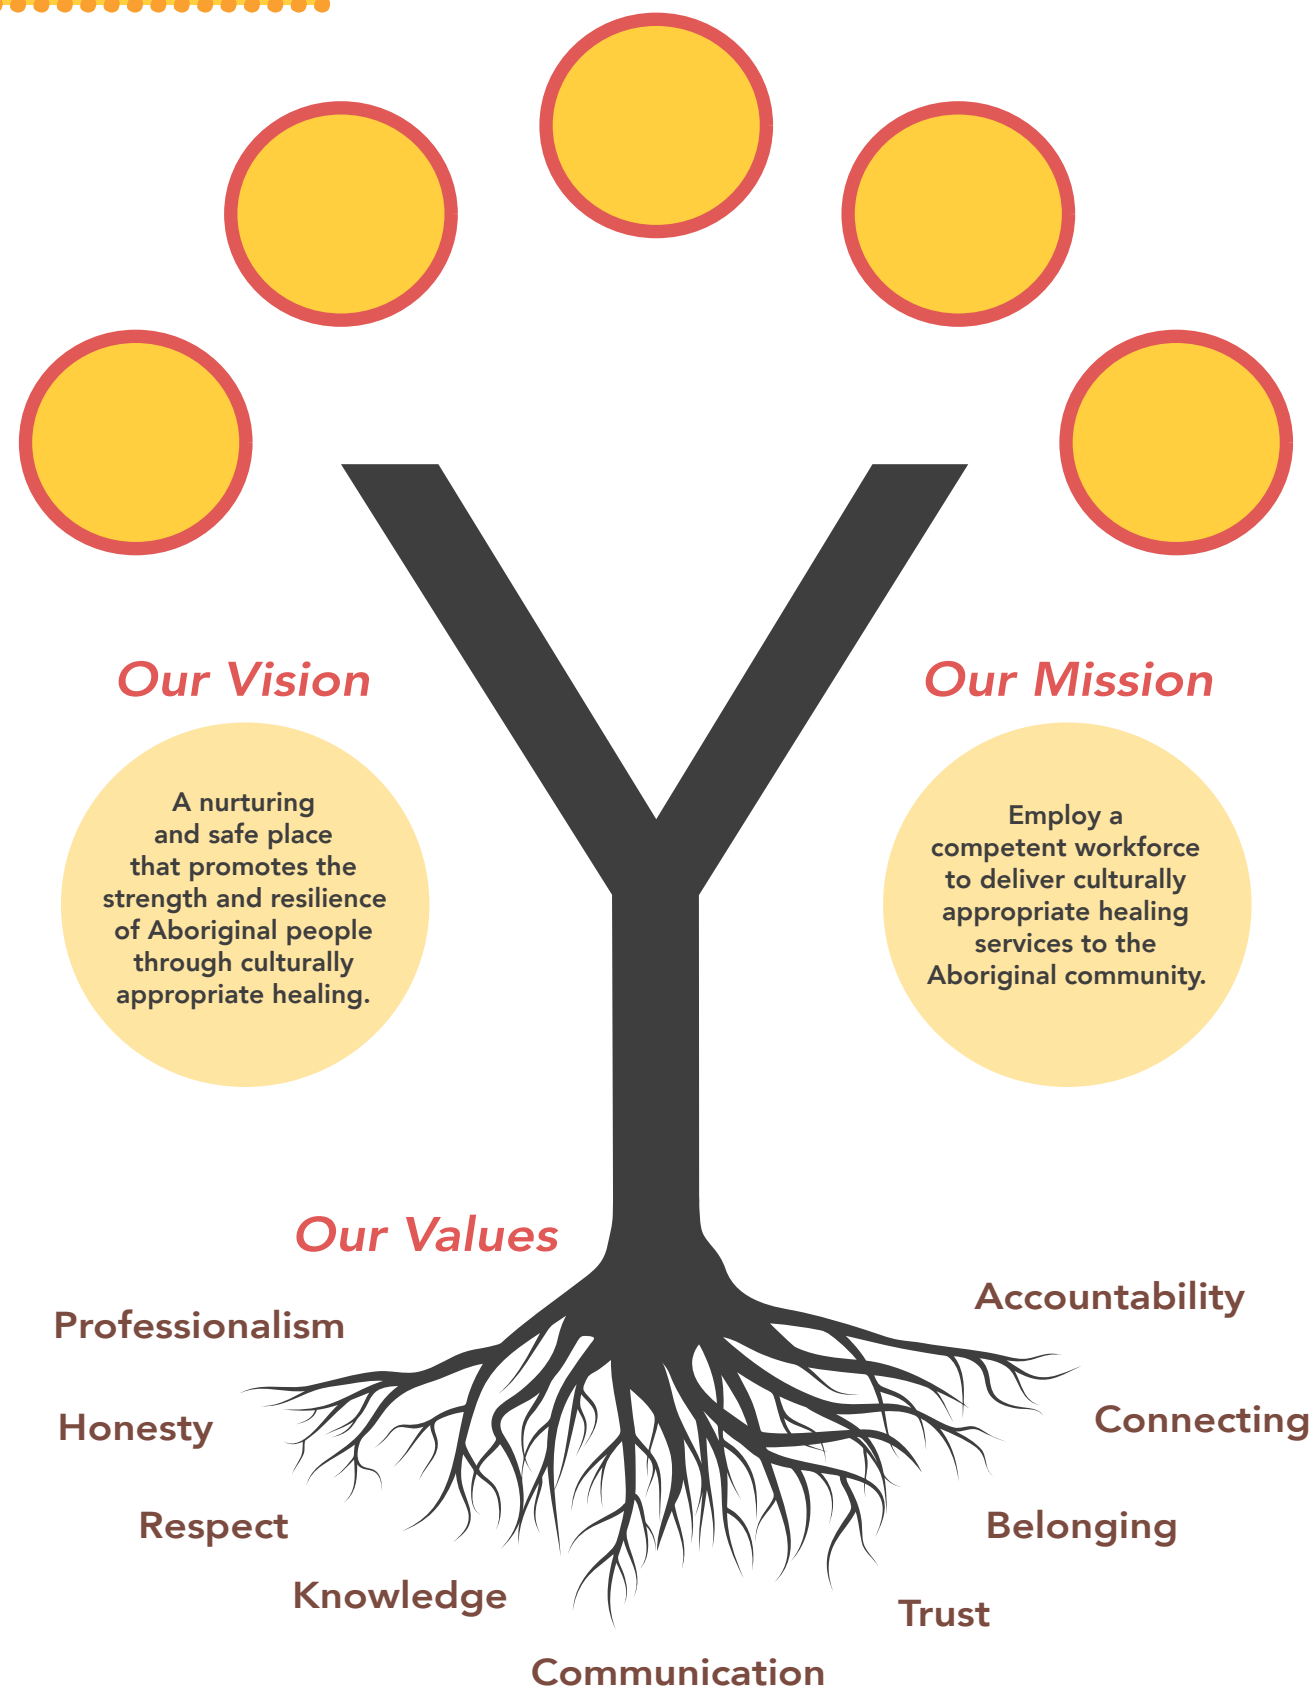 Our Vision
A nurturing
and safe place
that promotes the
strength and resilience
of Aboriginal people
through culturally
appropriate healing.
Our Mission
Employ a
competent workforce
to deliver culturally
appropriate healing
services to the
Aboriginal community.
Our Values
Professionalism
Honesty
Respect
Knowledge
Communication
Trust
Belonging
Connecting
Accountability